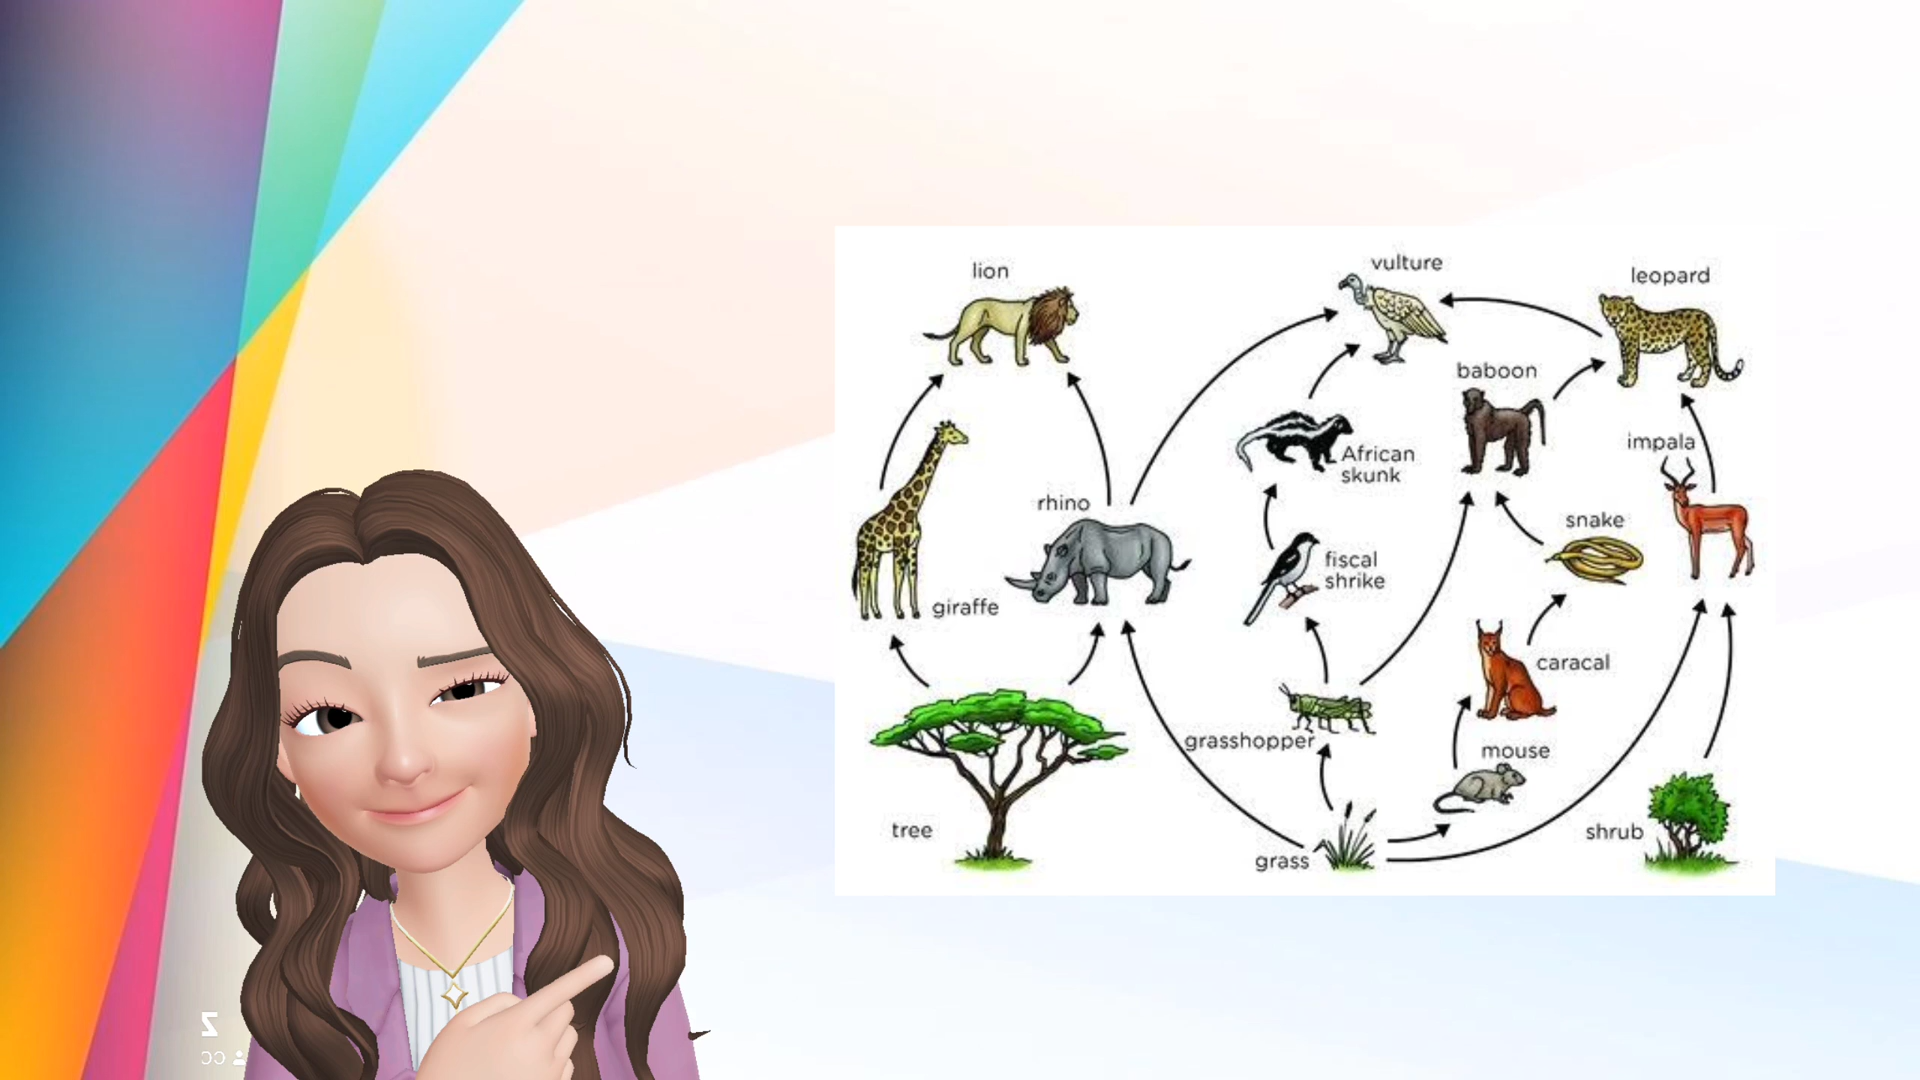 lion
vulture
leopard
baboon
impala
African
skunk
rhino
snake
fiscal
shrike
giraffe
caracal
grasshopper
mouse
tree
shrub
grass
Z